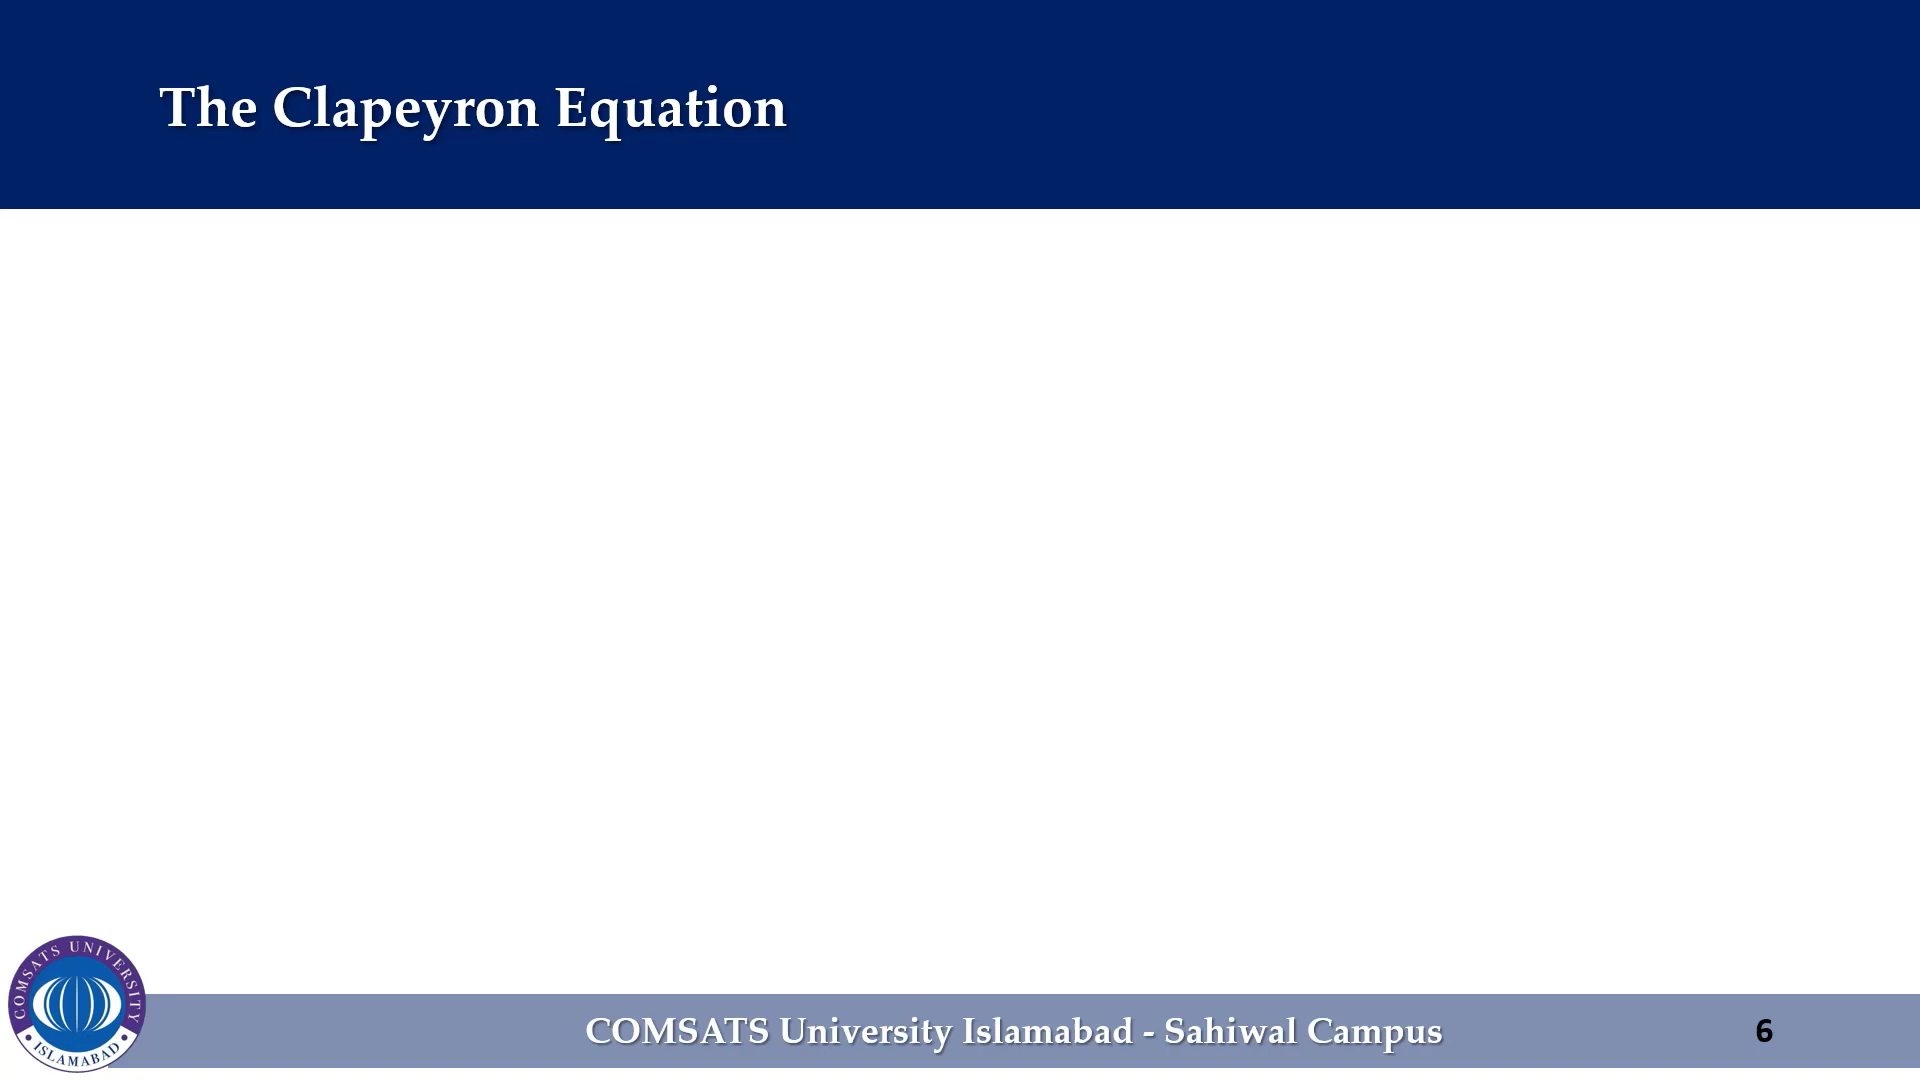 The Clapeyron Equation
COMSATS UNIVERSITY
• ISLAMABAD •
COMSATS University Islamabad - Sahiwal Campus
6